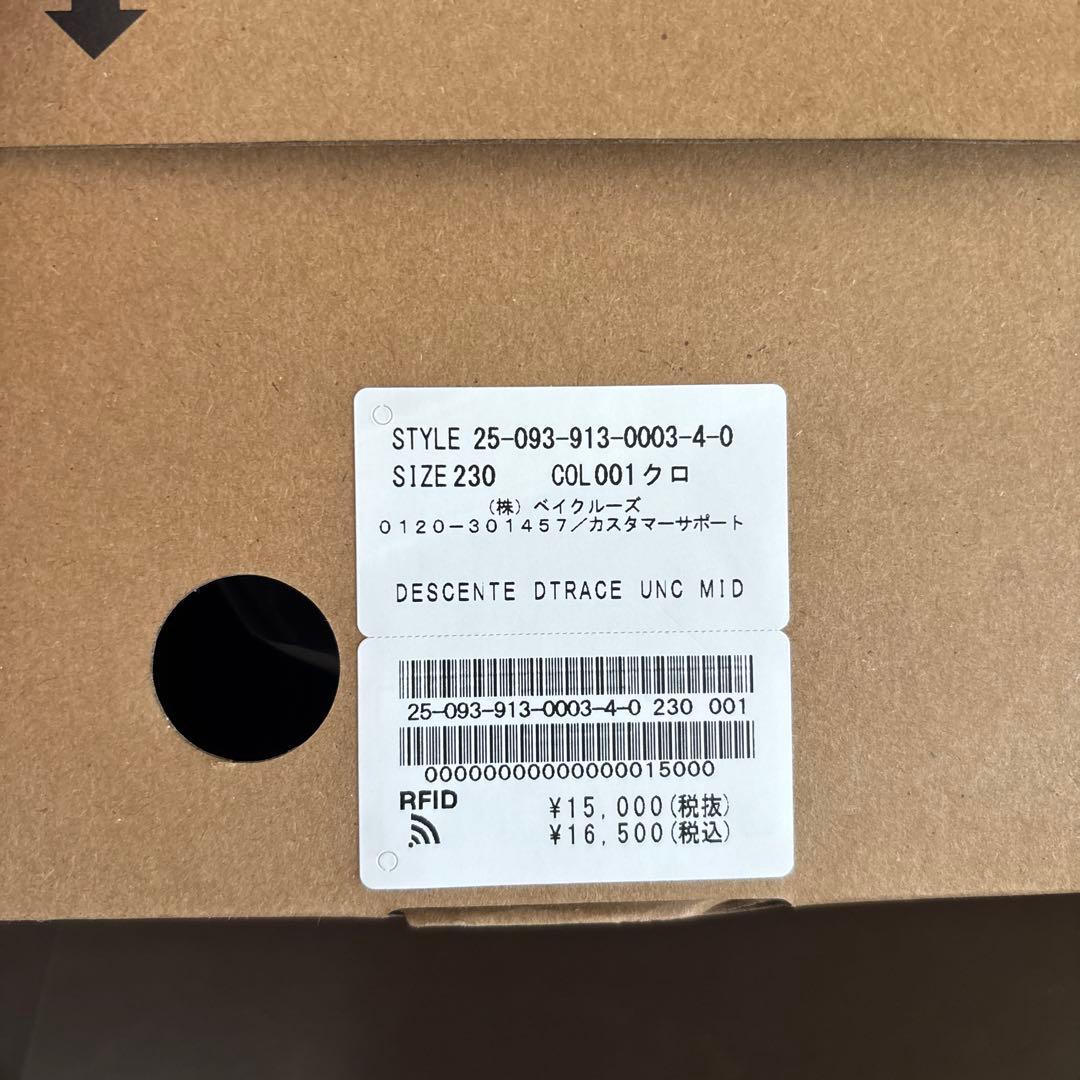 STYLE 25-093-913-0003-4-0
SIZE 230 COL 001 クロ
(株) ベイクルーズ
0120-301457/カスタマーサポート
DESCENTE DTRACE UNC MID
25-093-913-0003-4-0 230 001
000000000000000015000
RFID
¥15,000(税抜)
¥16,500(税込)